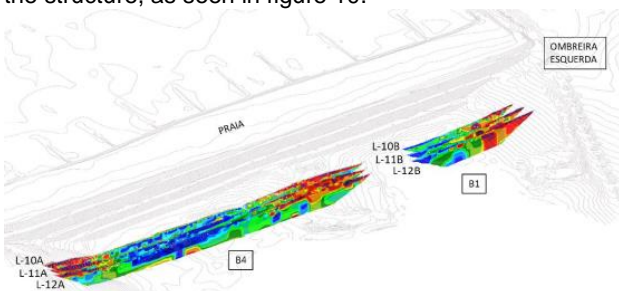 the structure, as seen in figure 10.
OMBREIRA
ESQUERDA
PRAIA
L-10B
L-11B
L-12B
B1
L-10A
L-11A
L-12A
B4